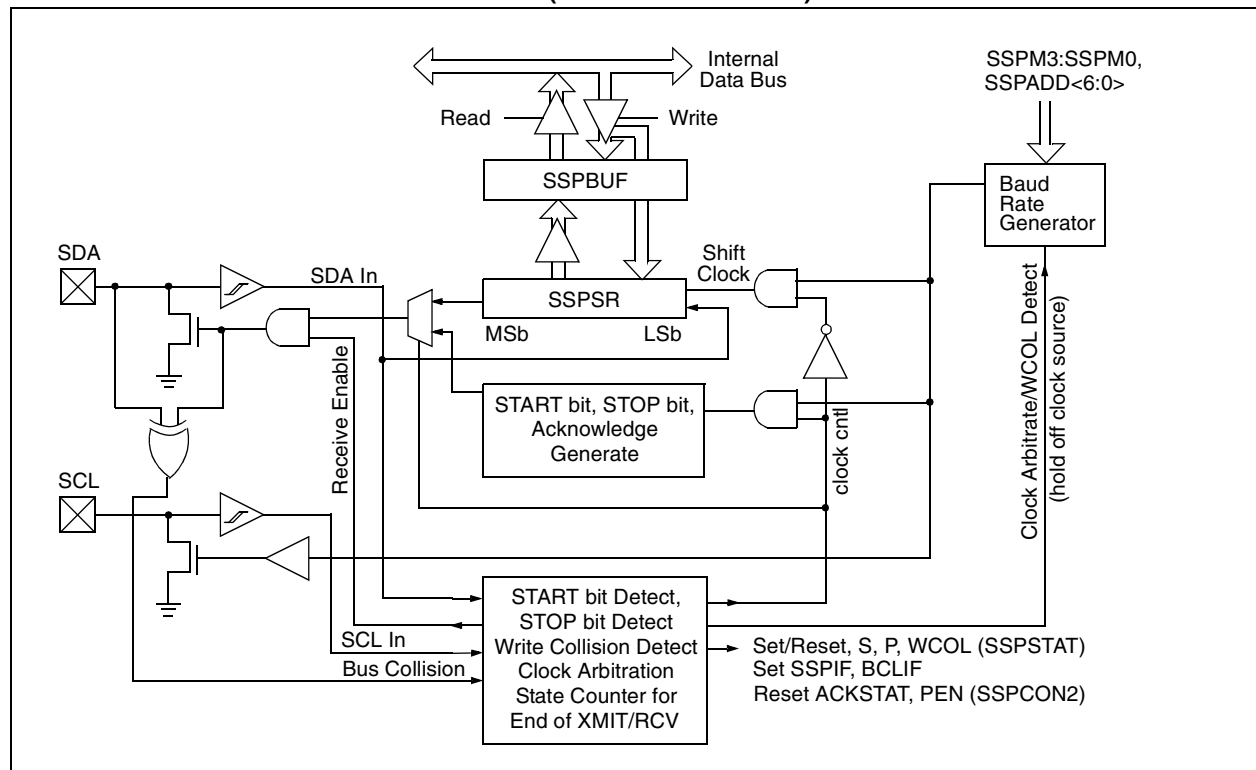 Internal
Data Bus
SSPM3:SSPM0,
SSPADD<6:0>
Read
Write
SSPBUF
Baud
Rate
Generator
SDA
SDA In
Shift
Clock
SSPSR
MSb
LSb
START bit, STOP bit,
Acknowledge
Generate
Receive Enable
clock cntl
Clock Arbitrate/WCOL Detect
(hold off clock source)
SCL
SCL In
Bus Collision
START bit Detect,
STOP bit Detect
Write Collision Detect
Clock Arbitration
State Counter for
End of XMIT/RCV
Set/Reset, S, P, WCOL (SSPSTAT)
Set SSPIF, BCLIF
Reset ACKSTAT, PEN (SSPCON2)